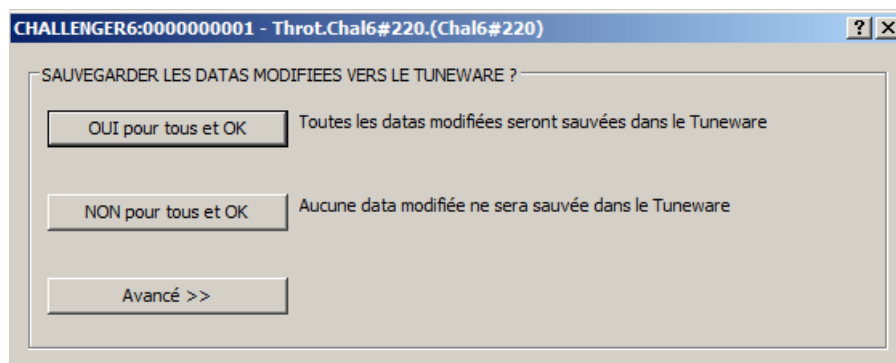 CHALLENGER6:0000000001 - Throt.Chal6#220.(Chal6#220)
SAUVEGARDER LES DATAS MODIFIEES VERS LE TUNEWARE ?
OUI pour tous et OK Toutes les datas modifiées seront sauvées dans le Tuneware
NON pour tous et OK Aucune data modifiée ne sera sauvée dans le Tuneware
Avancé >>